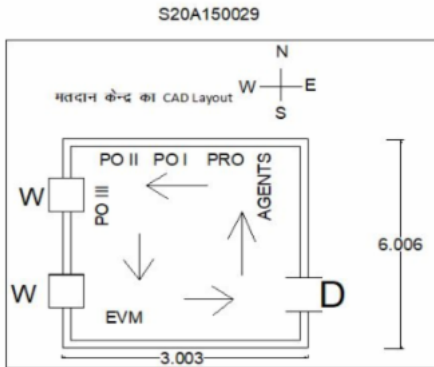 S20A150029
N
मतदान केन्द्र का CAD Layout
W E
S
PO II PO I PRO
W
PO III
AGENTS
6.006
W
D
EVM
3.003